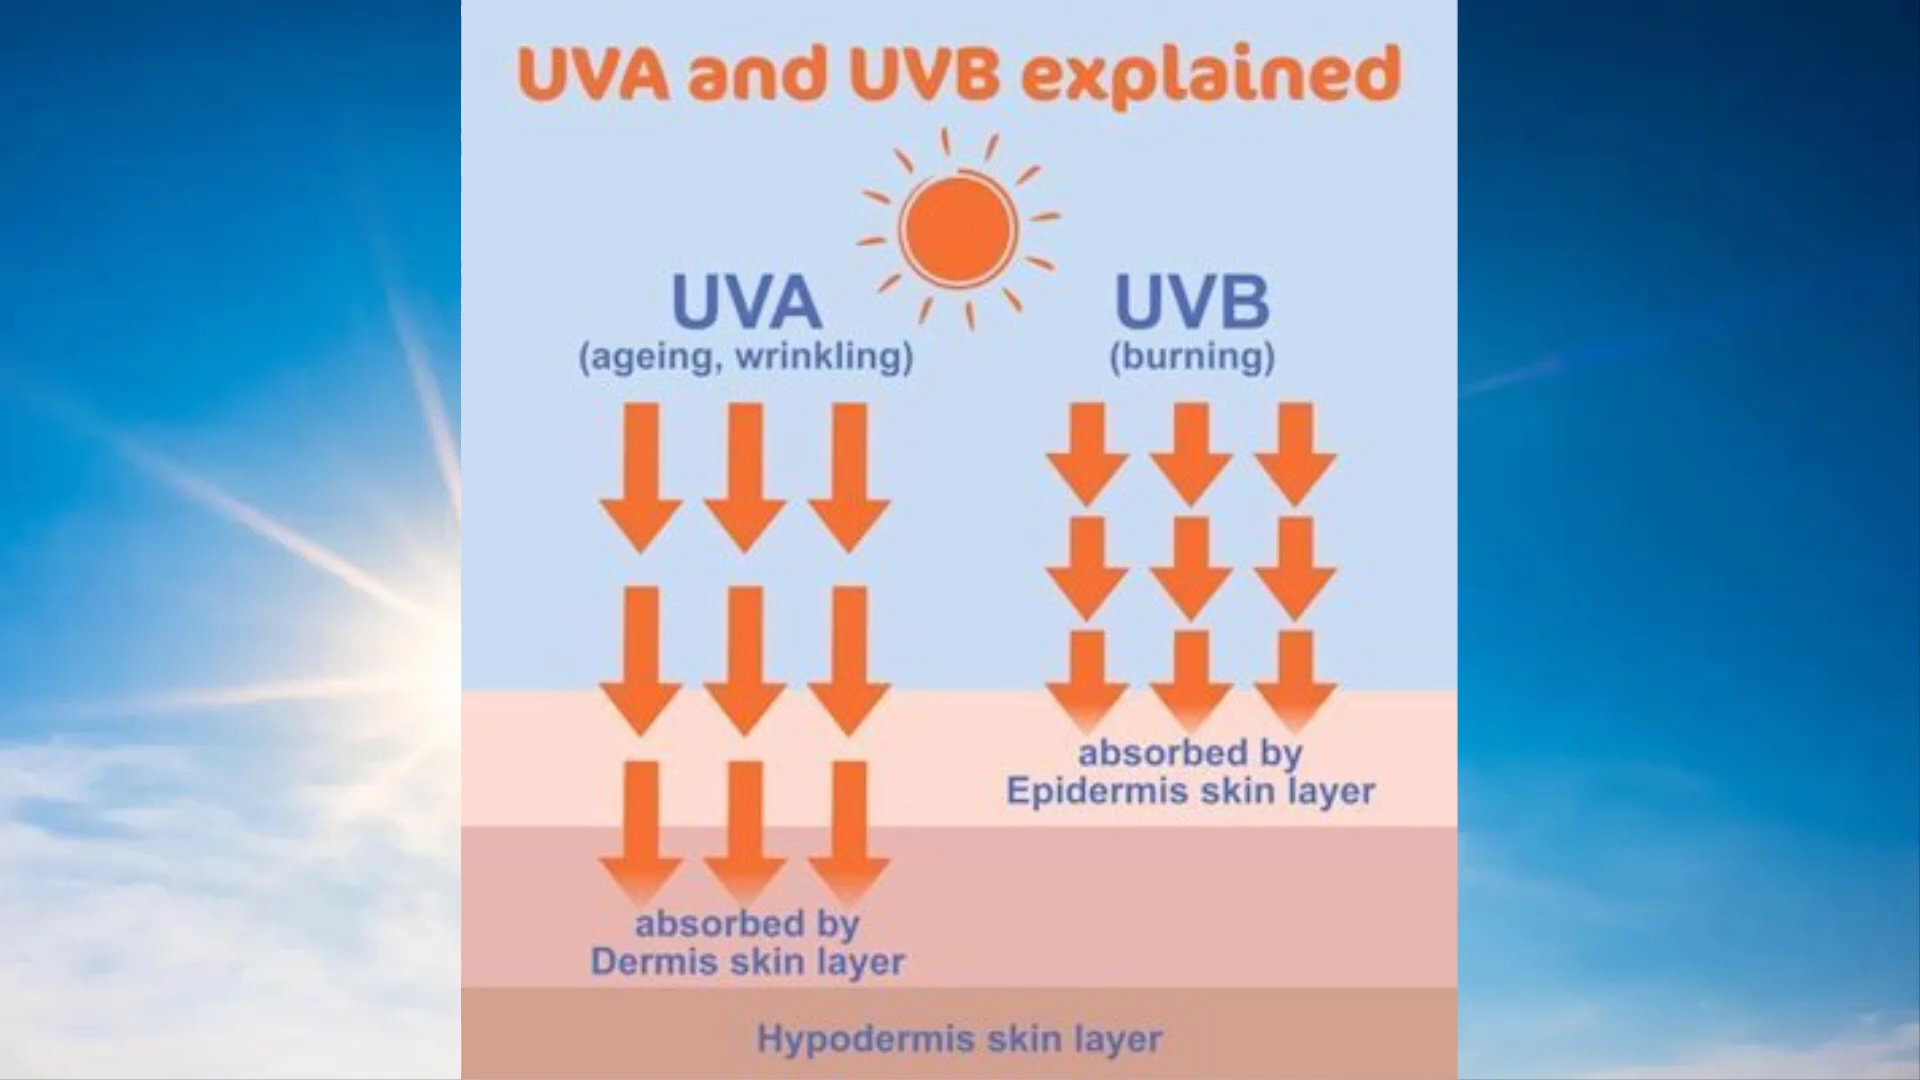 UVA and UVB explained
UVA
(ageing, wrinkling)
UVB
(burning)
absorbed by
Epidermis skin layer
absorbed by
Dermis skin layer
Hypodermis skin layer